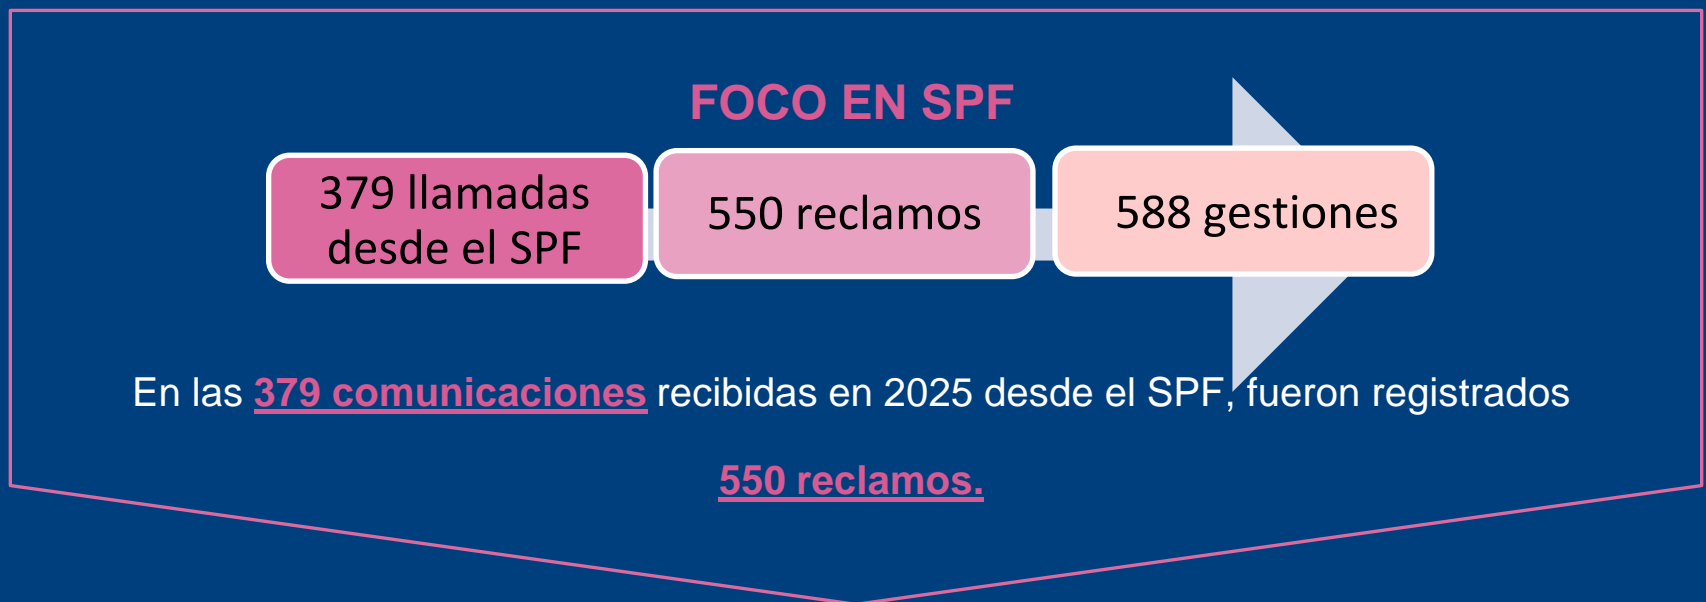 FOCO EN SPF
379 llamadas
desde el SPF
550 reclamos
588 gestiones
En las 379 comunicaciones recibidas en 2025 desde el SPF, fueron registrados
550 reclamos.